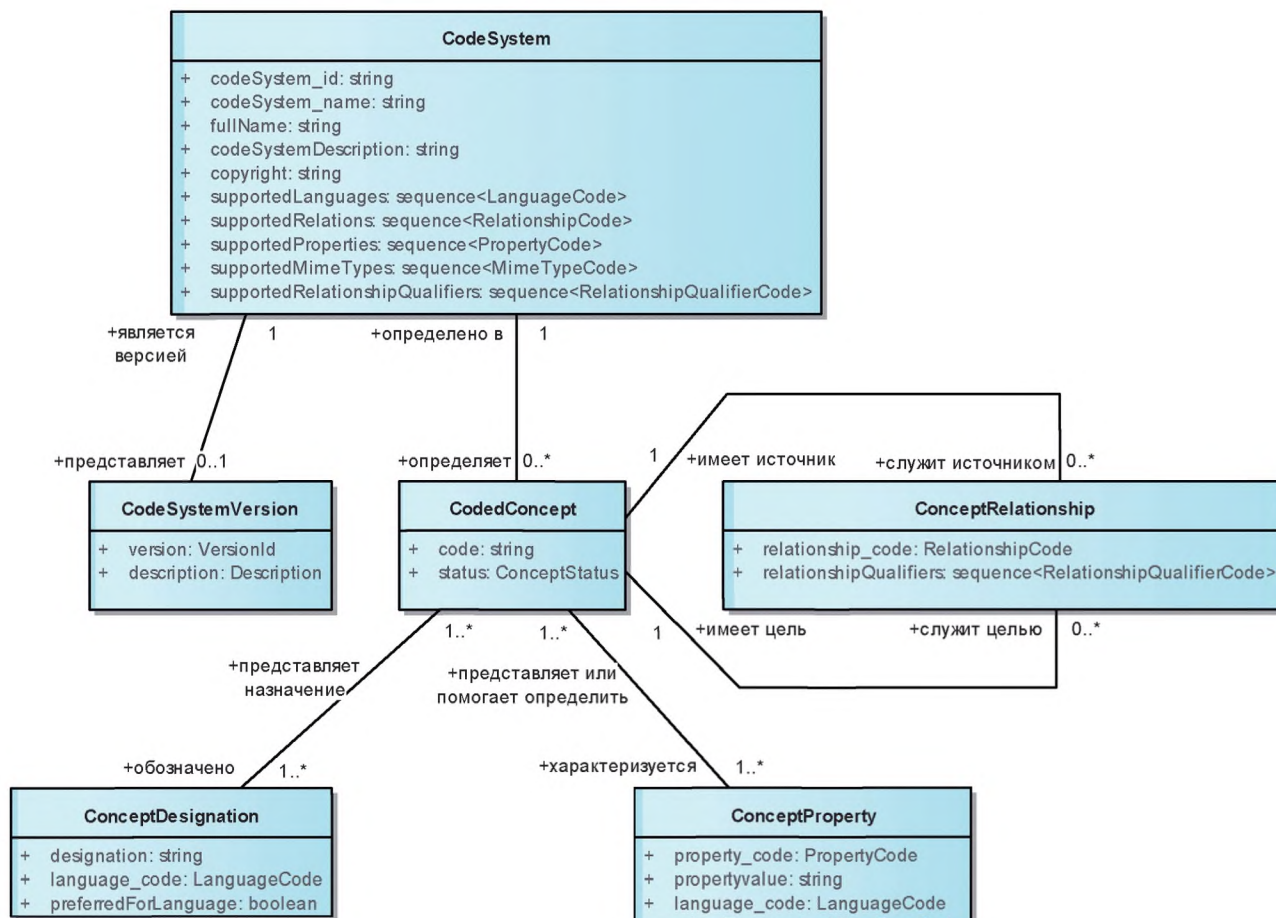 CodeSystem
+ codeSystem_id: string
+ codeSystem_name: string
+ fullName: string
+ codeSystemDescription: string
+ copyright: string
+ supportedLanguages: sequence<LanguageCode>
+ supportedRelations: sequence<RelationshipCode>
+ supportedProperties: sequence<PropertyCode>
+ supportedMimeTypes: sequence<MimeTypeCode>
+ supportedRelationshipQualifiers: sequence<RelationshipQualifierCode>
+является
версией
1
+определено в
1
+представляет 0..1
+определяет 0..*
1
+имеет источник
+служит источником 0..*
CodeSystemVersion
+ version: VersionId
+ description: Description
CodedConcept
+ code: string
+ status: ConceptStatus
ConceptRelationship
+ relationship_code: RelationshipCode
+ relationshipQualifiers: sequence<RelationshipQualifierCode>
1..*
1..*
1
+имеет цель
+служит целью
0..*
+представляет
назначение
+представляет или
помогает определить
+обозначено
1..*
+характеризуется
1..*
ConceptDesignation
+ designation: string
+ language_code: LanguageCode
+ preferredForLanguage: boolean
ConceptProperty
+ property_code: PropertyCode
+ propertyvalue: string
+ language_code: LanguageCode